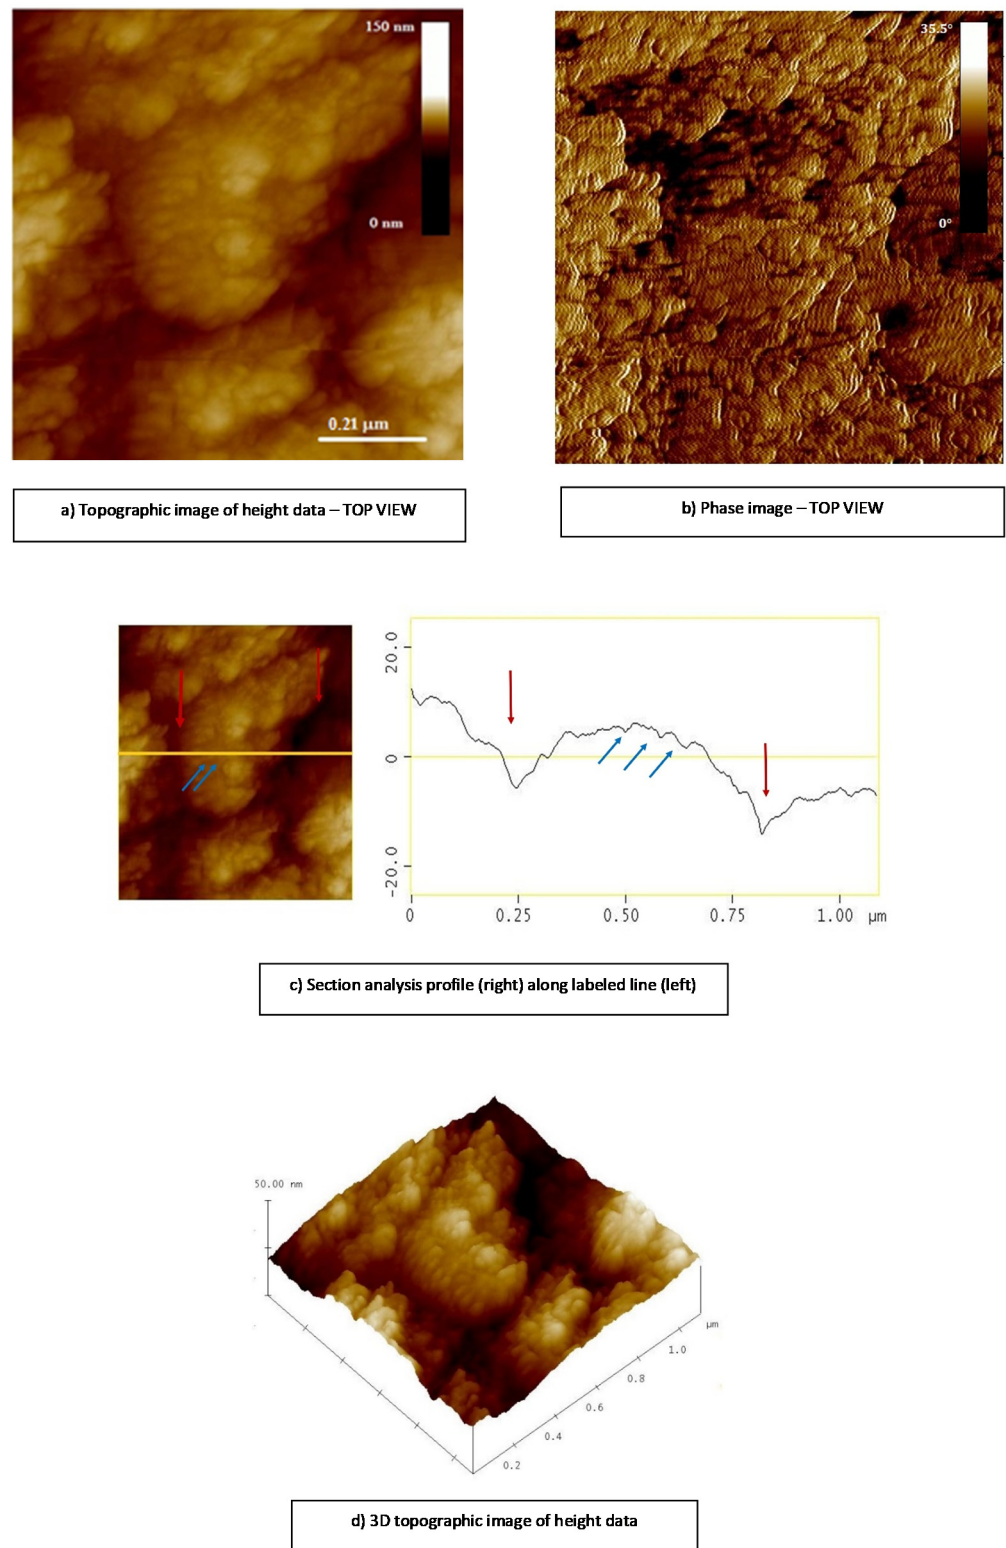 150 nm
0 nm
0.21 µm
35.5°
0°
a) Topographic image of height data – TOP VIEW
b) Phase image – TOP VIEW
20.0
0
-20.0
0 0.25 0.50 0.75 1.00 µm
c) Section analysis profile (right) along labeled line (left)
50.00 nm
µm
1.0
0.8
0.6
0.4
0.2
d) 3D topographic image of height data